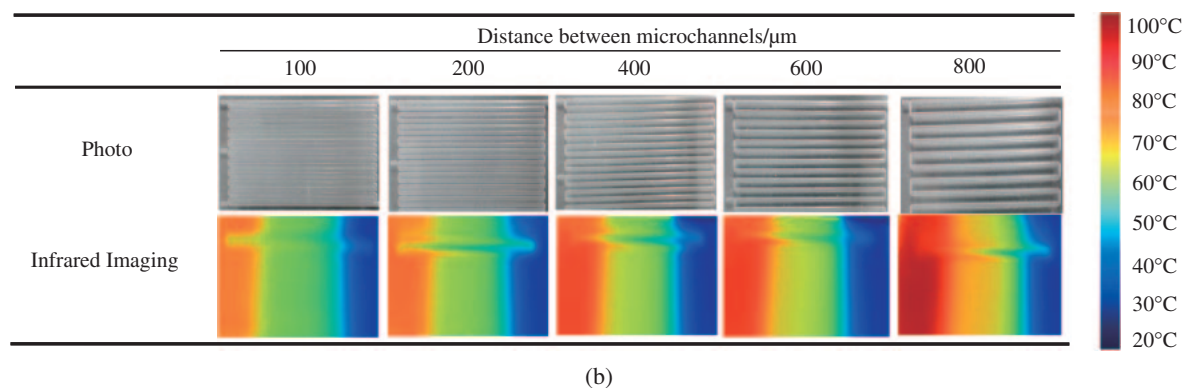 Distance between microchannels/µm
100 200 400 600 800
Photo
Infrared Imaging
100°C
90°C
80°C
70°C
60°C
50°C
40°C
30°C
20°C
(b)